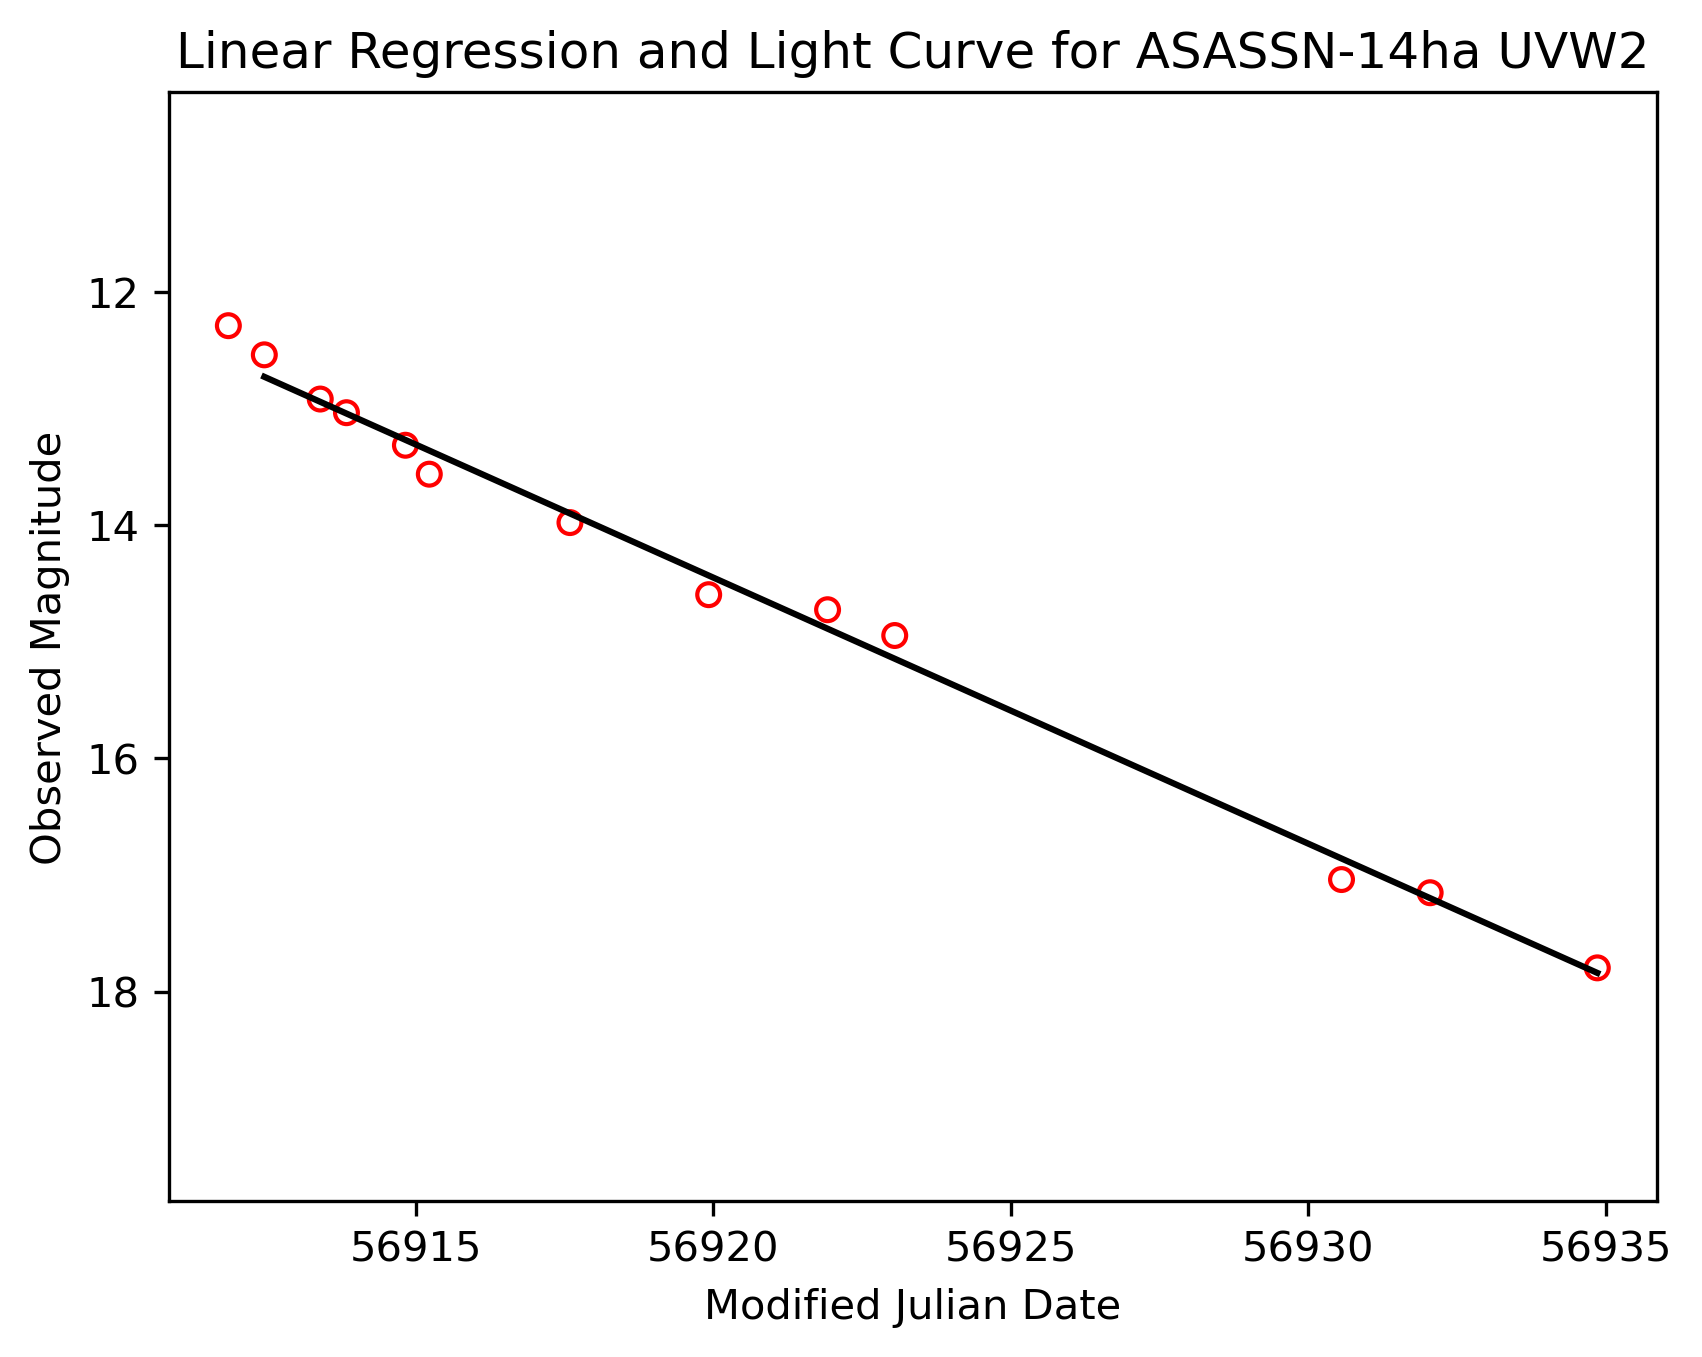 Linear Regression and Light Curve for ASASSN-14ha UVW2
Observed Magnitude
12
14
16
18
56915 56920 56925 56930 56935
Modified Julian Date